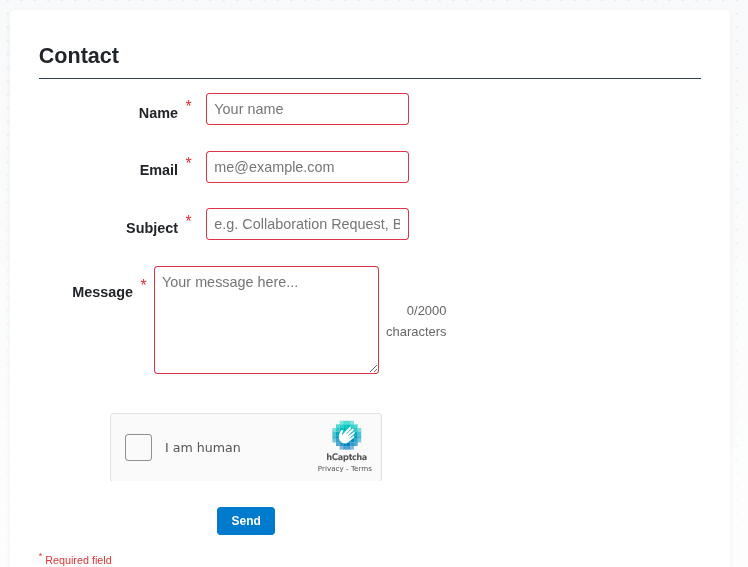 Contact
Name *
Your name
Email *
me@example.com
Subject *
e.g. Collaboration Request, B
Message *
Your message here...
0/2000
characters
I am human
hCaptcha
Privacy - Terms
Send
* Required field